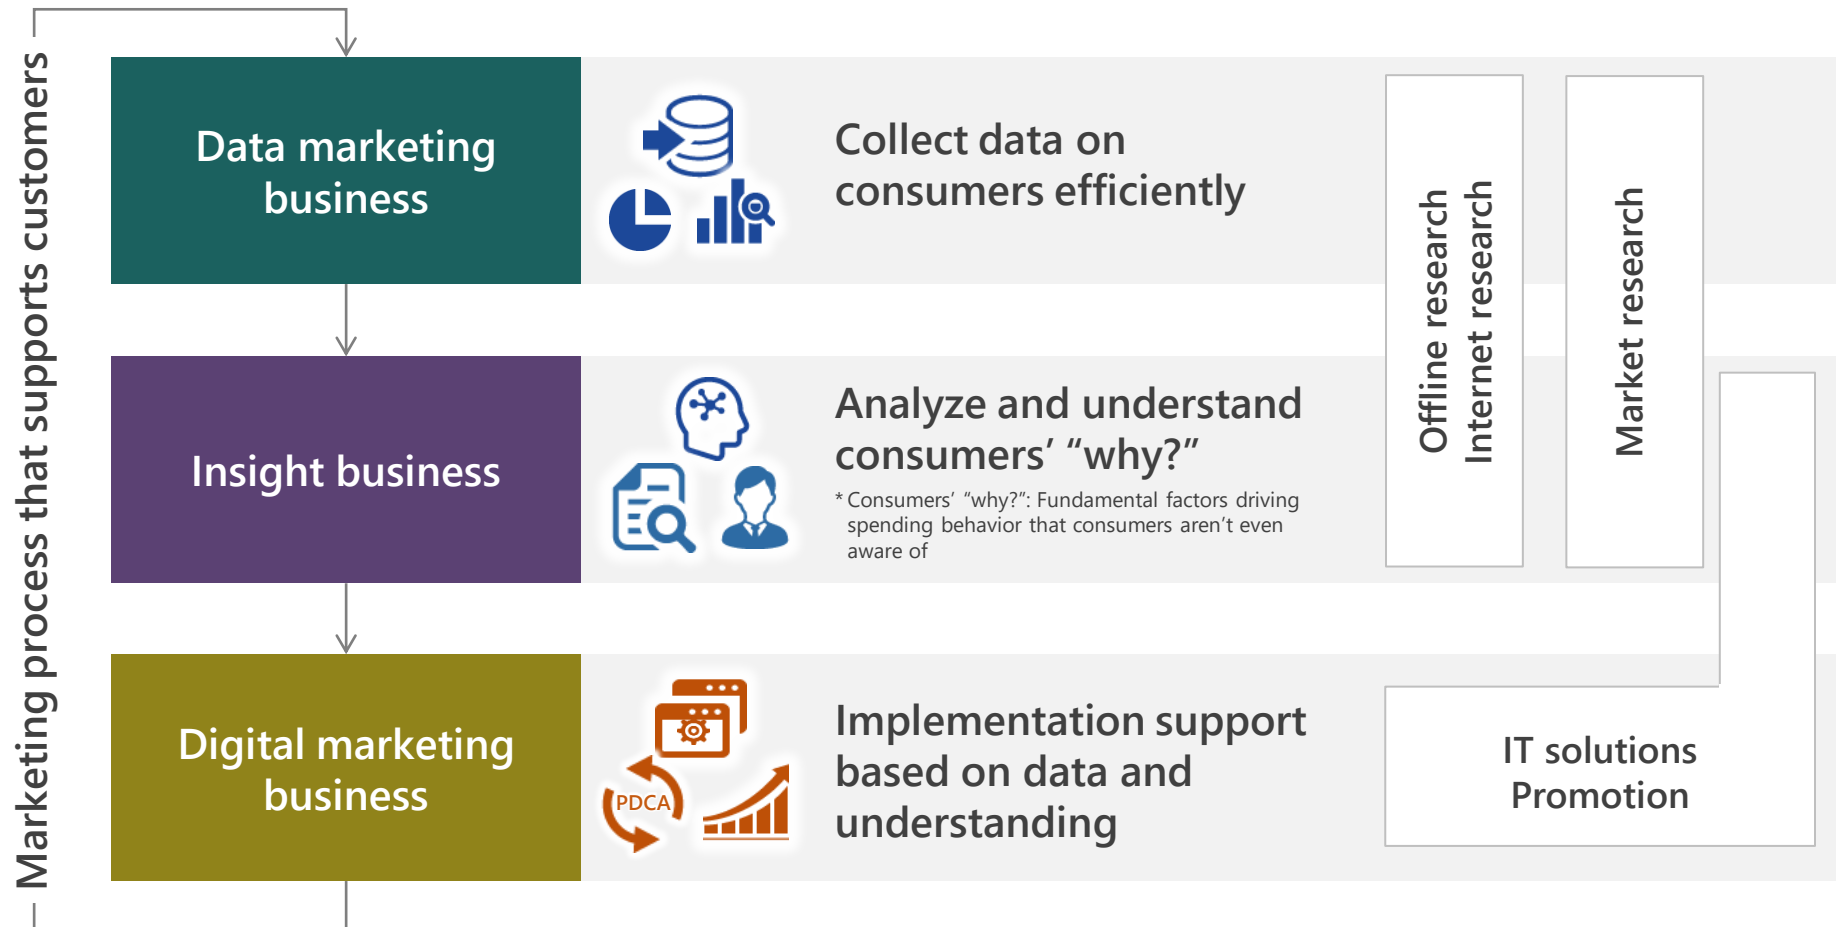 Marketing process that supports customers
Data marketing
business
Collect data on
consumers efficiently
Offline research
Internet research
Market research
Insight business
Analyze and understand
consumers’ “why?”
* Consumers’ “why?”: Fundamental factors driving
spending behavior that consumers aren’t even
aware of
Digital marketing
business
PDCA
Implementation support
based on data and
understanding
IT solutions
Promotion